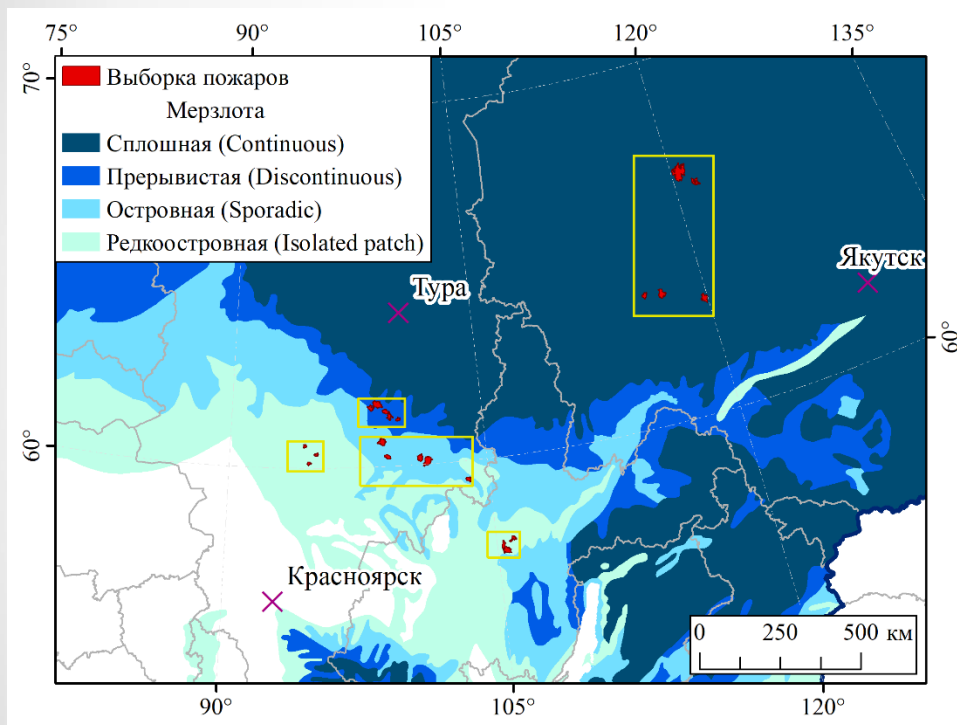 75° 90° 105° 120° 135°
70°
Выборка пожаров
Мерзлота
Сплошная (Continuous)
Прерывистая (Discontinuous)
Островная (Sporadic)
Редкоостровная (Isolated patch)
Якутск
Тура
60°
60°
Красноярск
0 250 500 км
90° 105° 120°